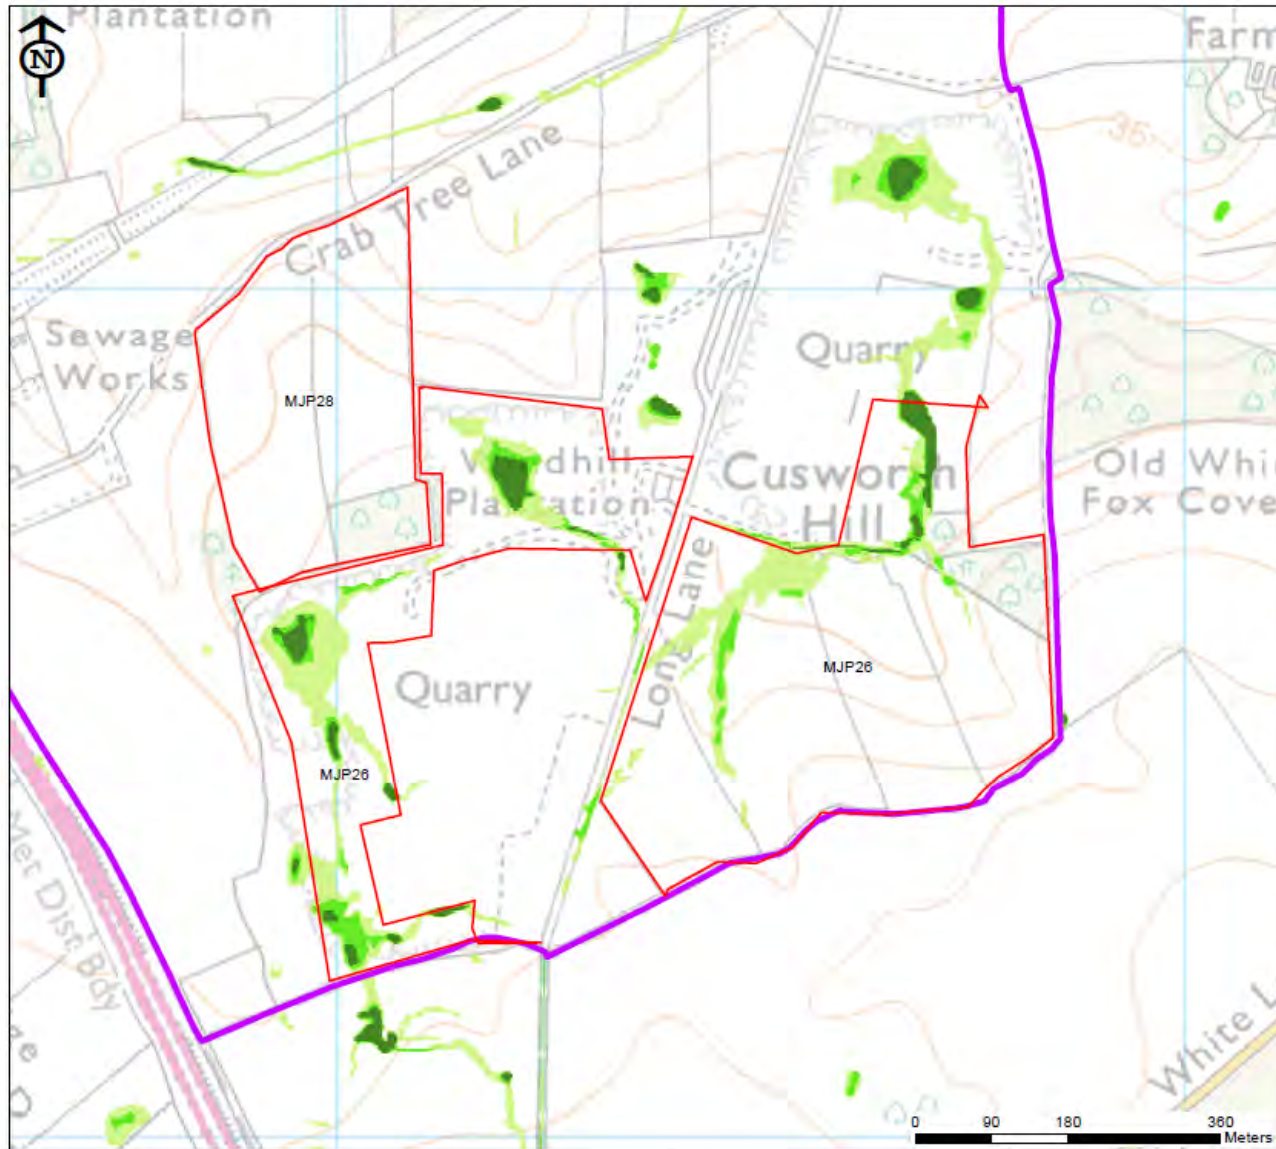 Plantation
N
Farm
35
Crab Tree Lane
Sewage
Works
MJP28
Quarry
Plantation
Cusworth
Hill
Old Whi
Fox Cove
Long Lane
MJP26
Quarry
MJP26
Met Dist Bdy
White L
0 90 180 360
Meters